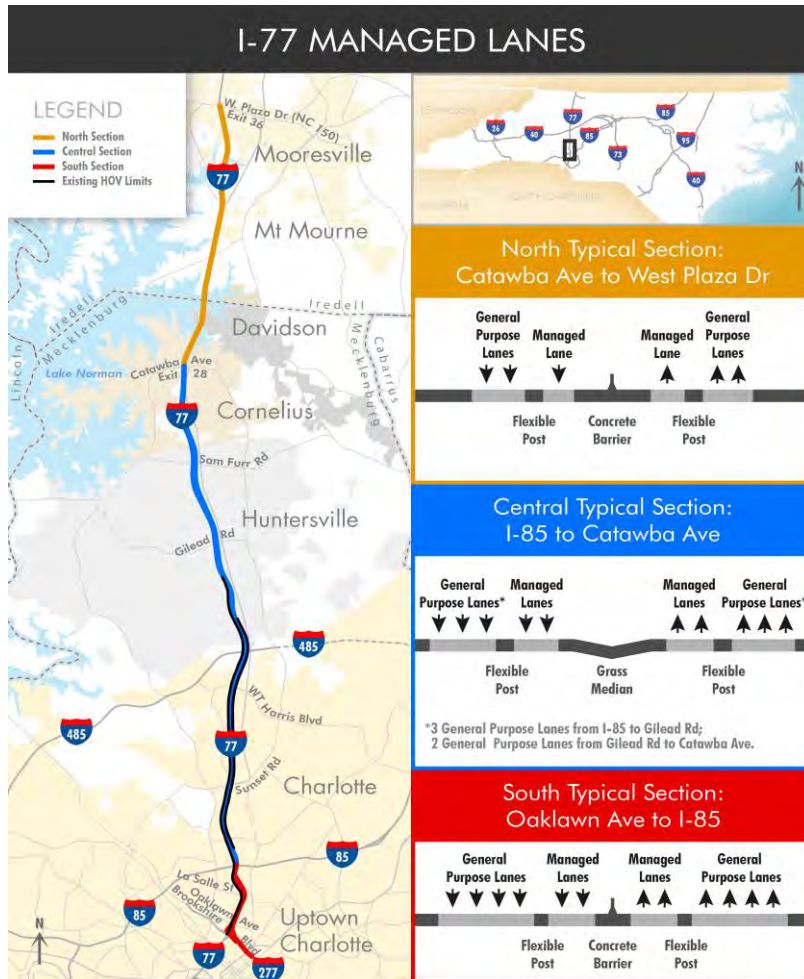 I-77 MANAGED LANES
LEGEND
North Section
Central Section
South Section
Existing HOV Limits
W. Plaza Dr (NC 150)
Exit 36
Mooresville
77
Mt Mourne
Iredell
Mecklenburg
Iredell
Davidson
Lincoln
Mecklenburg
Cabarrus
Lake Norman
Catawba Ave
Exit 28
Cornelius
77
Sam Furr Rd
Huntersville
Gilead Rd
485
WT Harris Blvd
485
77
Sunset Rd
Charlotte
85
La Salle St
Oaklawn Ave
Brookshire Blvd
85
Uptown
Charlotte
N
77
277
77
85
26
40
85
95
73
40
N
North Typical Section:
Catawba Ave to West Plaza Dr
General
Purpose
Lanes
Managed
Lane
Managed
Lane
General
Purpose
Lanes
Flexible
Post
Concrete
Barrier
Flexible
Post
Central Typical Section:
I-85 to Catawba Ave
General
Purpose Lanes*
Managed
Lanes
Managed
Lanes
General
Purpose Lanes*
Flexible
Post
Grass
Median
Flexible
Post
*3 General Purpose Lanes from I-85 to Gilead Rd;
2 General Purpose Lanes from Gilead Rd to Catawba Ave.
South Typical Section:
Oaklawn Ave to I-85
General
Purpose Lanes
Managed
Lanes
Managed
Lanes
General
Purpose Lanes
Flexible
Post
Concrete
Barrier
Flexible
Post